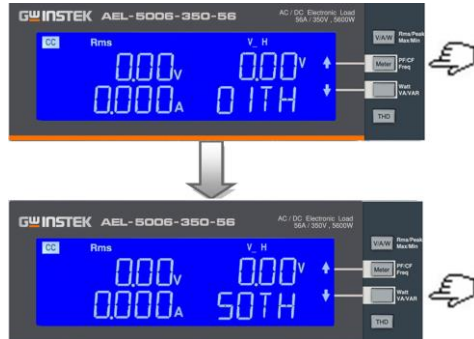 GWINSTEK AEL-5006-350-56
AC / DC Electronic Load
56A / 350V , 5600W
CC Rms V_ H
0.00V 0.00V
0.000A 01TH
V/A/W Rms/Peak Max/Min
Meter PF/CF Freq
Watt VA/VAR
THD
GWINSTEK AEL-5006-350-56
AC / DC Electronic Load
56A / 350V , 5600W
CC Rms V_ H
0.00V 0.00V
0.000A 50TH
V/A/W Rms/Peak Max/Min
Meter PF/CF Freq
Watt VA/VAR
THD